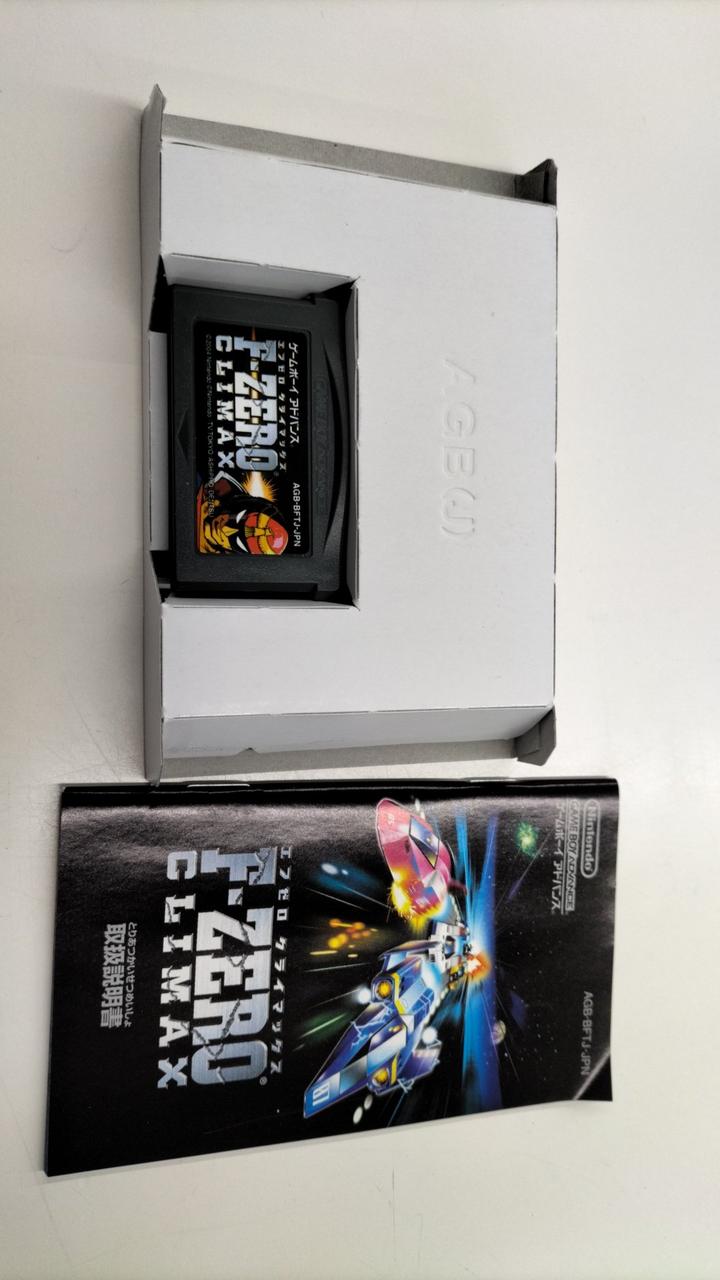 AGB(J)
GAME BOY ADVANCE
ゲームボーイ アドバンス
AGB-BFTJ-JPN
エフゼロ クライマックス
F-ZERO
CLIMAX
Nintendo®
GAME BOY ADVANCE
ゲームボーイ アドバンス
AGB-BFTJ-JPN
エフゼロ クライマックス
F-ZERO®
CLIMAX
とりあつかいせつめいしょ
取扱説明書